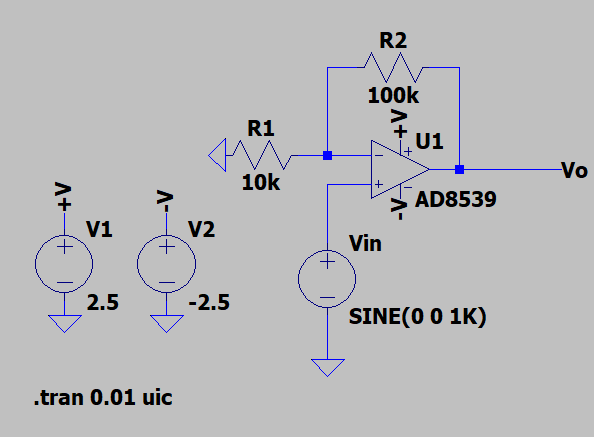 R2
100k
+V
U1
R1
10k
-V
AD8539
Vo
+V
-V
V1
V2
Vin
2.5
-2.5
SINE(0 0 1K)
.tran 0.01 uic